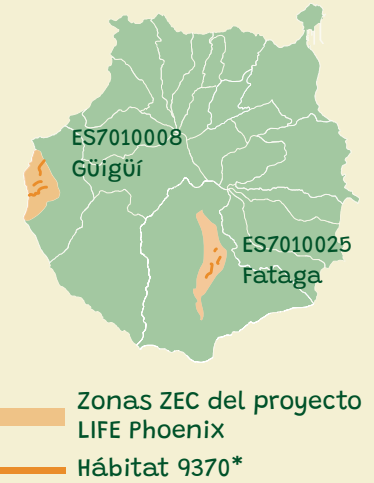 ES7010008
Güigüí
ES7010025
Fataga
Zonas ZEC del proyecto
LIFE Phoenix
Hábitat 9370*